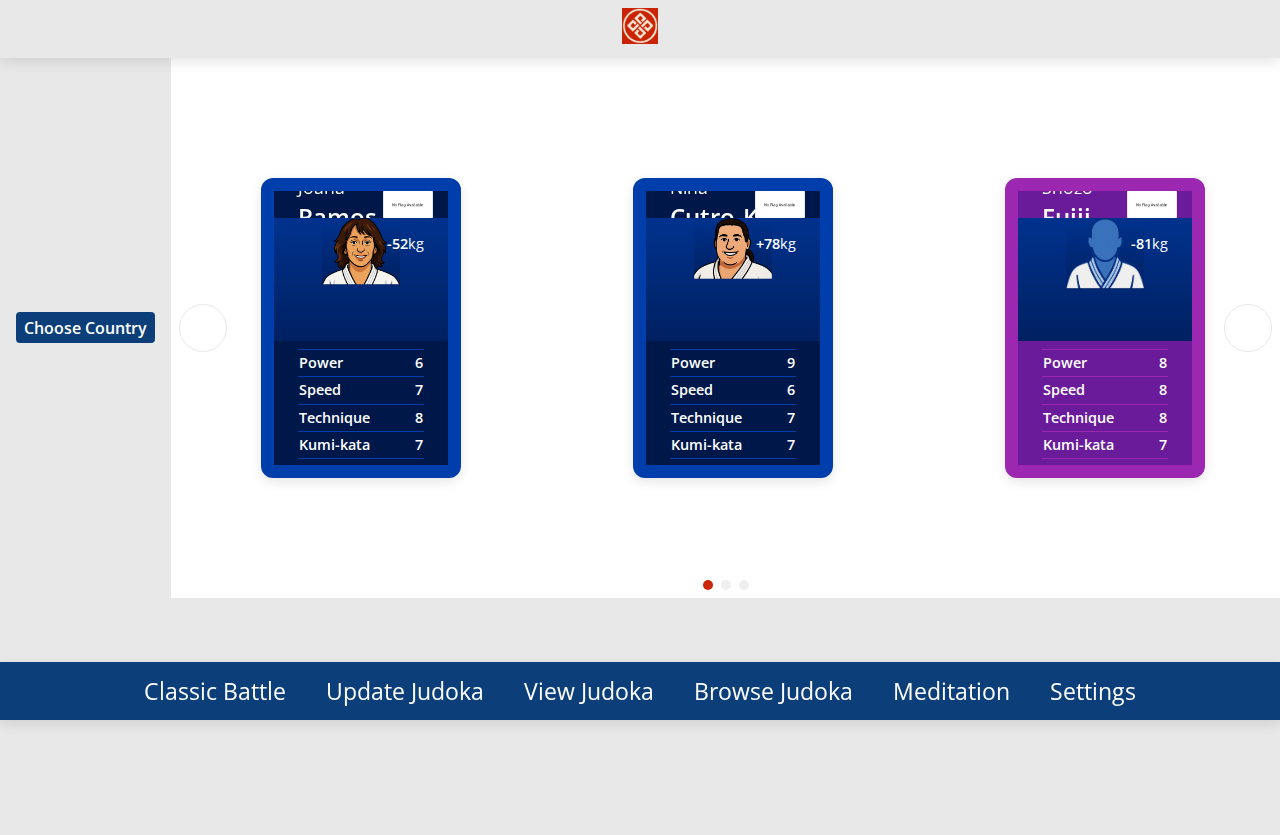 Choose Country
Joana
Ramos
No Flag Available
-52kg
Power 6
Speed 7
Technique 8
Kumi-kata 7
Nina
Cutro-K
No Flag Available
+78kg
Power 9
Speed 6
Technique 7
Kumi-kata 7
Shozo
Fujii
No Flag Available
-81kg
Power 8
Speed 8
Technique 8
Kumi-kata 7
Classic Battle
Update Judoka
View Judoka
Browse Judoka
Meditation
Settings